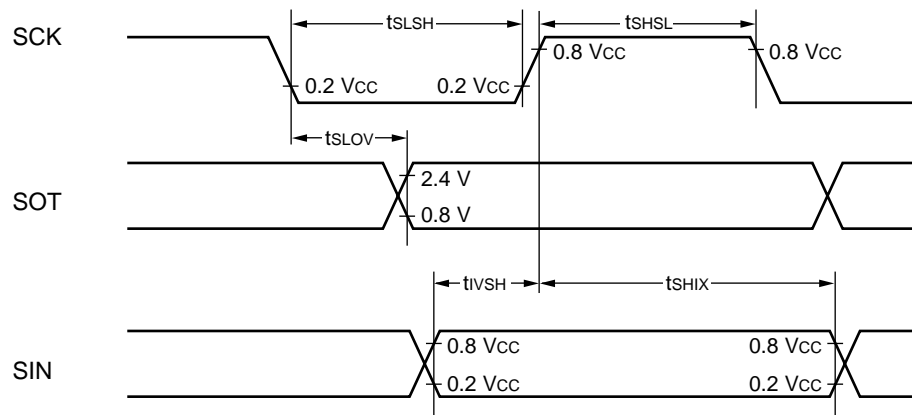 tSLSH
tSHSL
SCK
0.8 VCC
0.8 VCC
0.2 VCC
0.2 VCC
tSLOV
SOT
2.4 V
0.8 V
tIVSH
tSHIX
SIN
0.8 VCC
0.8 VCC
0.2 VCC
0.2 VCC